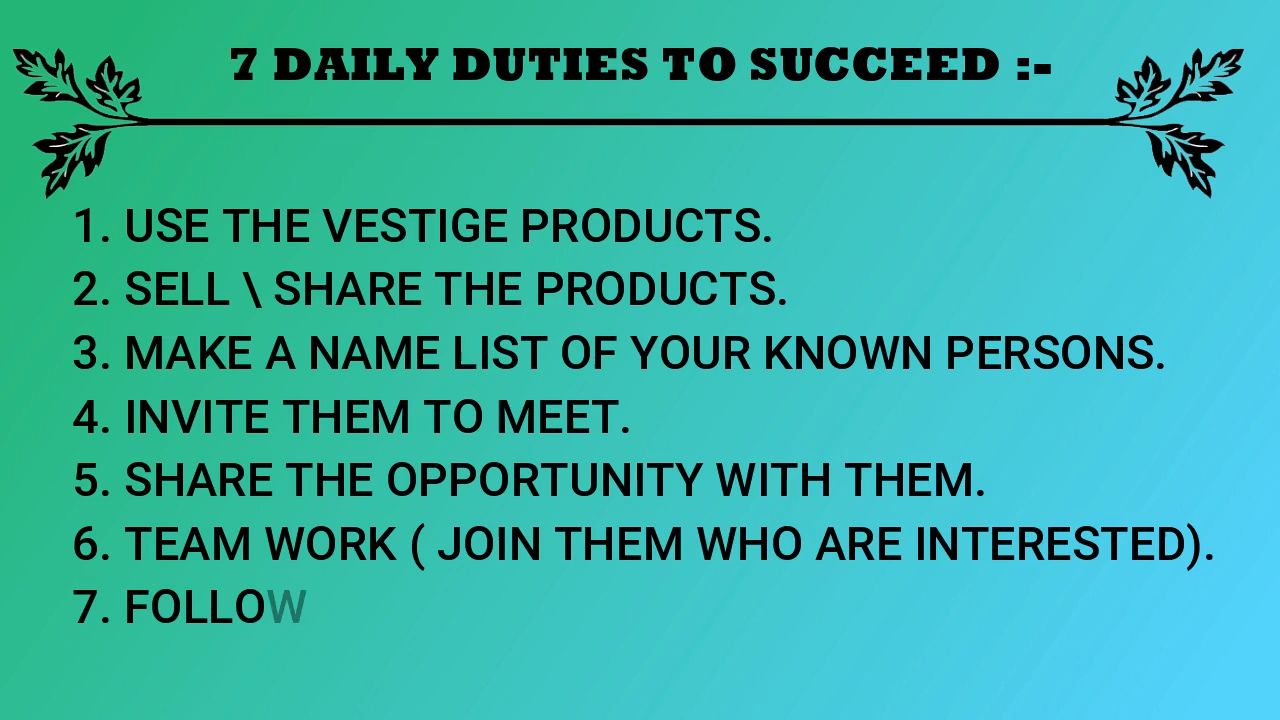 7 DAILY DUTIES TO SUCCEED :-
1. USE THE VESTIGE PRODUCTS.
2. SELL \ SHARE THE PRODUCTS.
3. MAKE A NAME LIST OF YOUR KNOWN PERSONS.
4. INVITE THEM TO MEET.
5. SHARE THE OPPORTUNITY WITH THEM.
6. TEAM WORK ( JOIN THEM WHO ARE INTERESTED).
7. FOLLOW